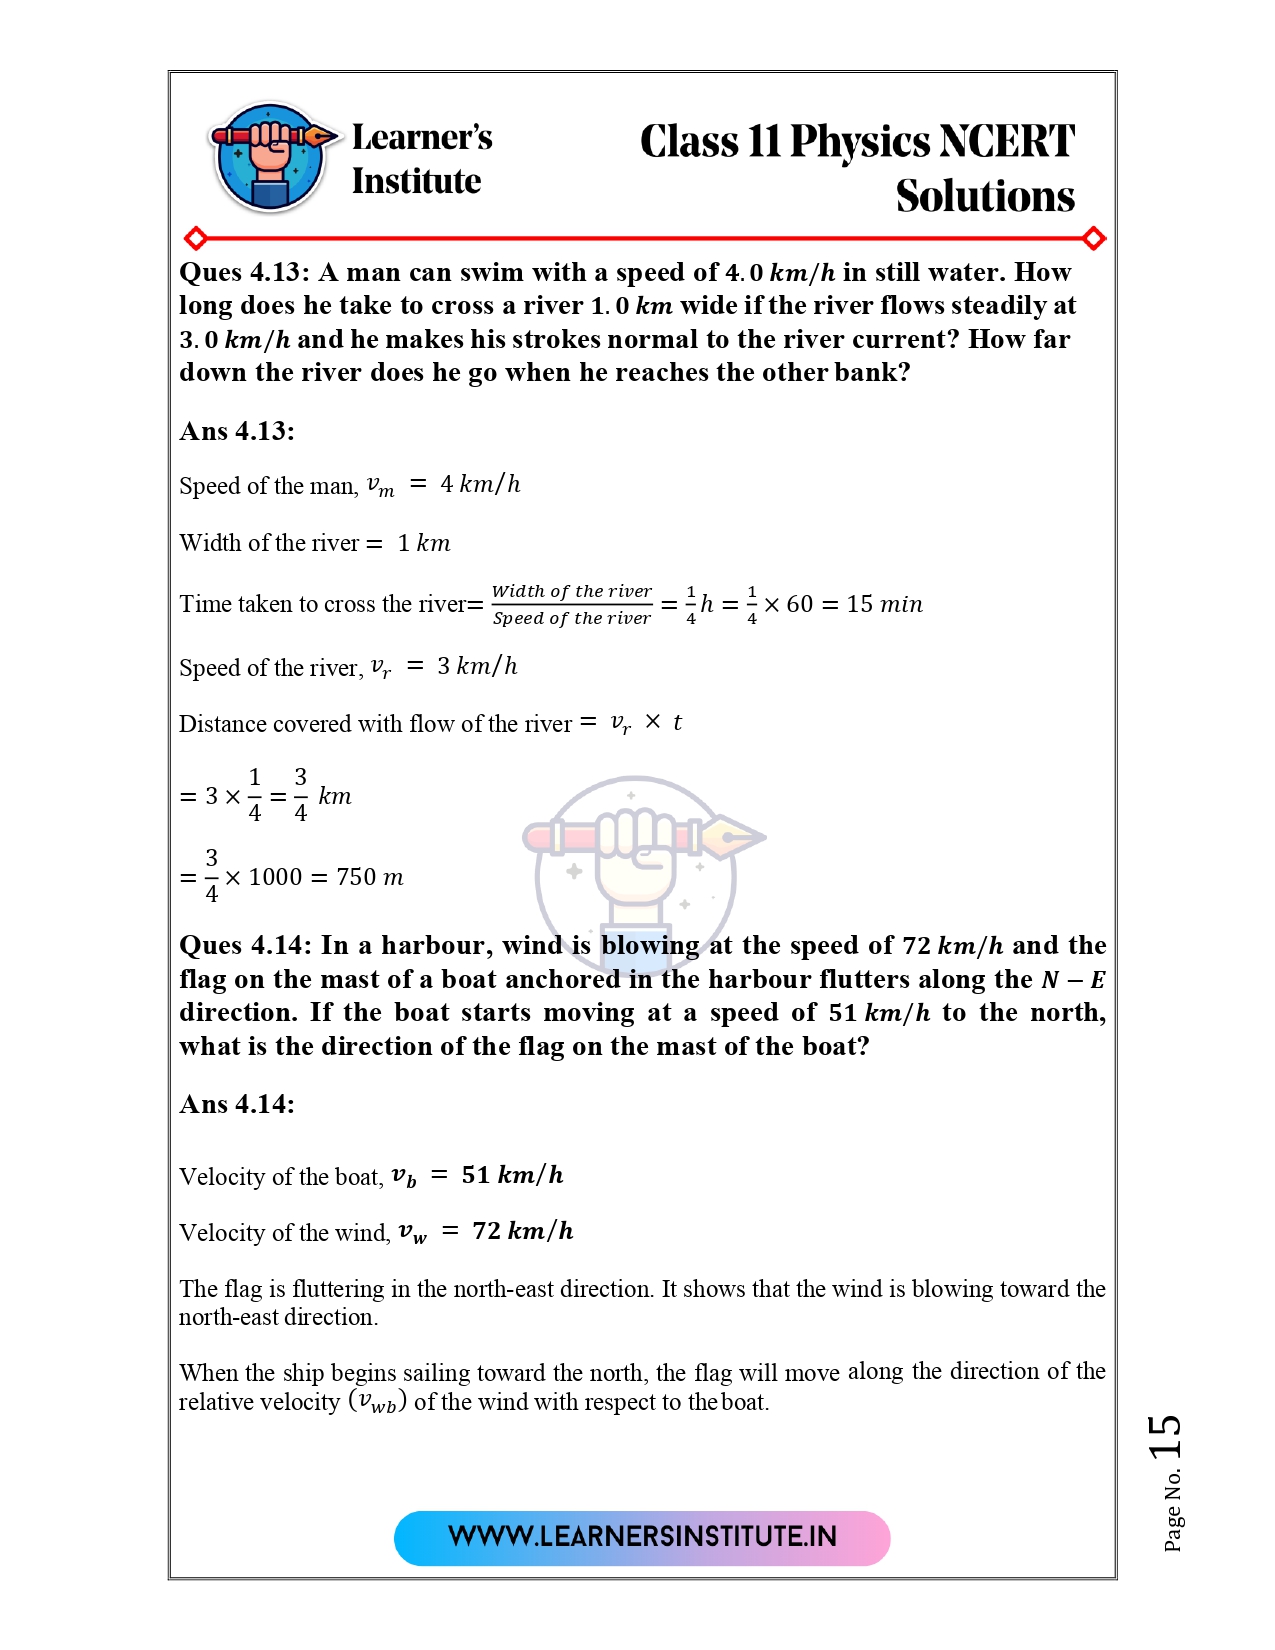 Learner's
Institute
Class 11 Physics NCERT
Solutions
Ques 4.13: A man can swim with a speed of 4.0 km/h in still water. How
long does he take to cross a river 1.0 km wide if the river flows steadily at
3.0 km/h and he makes his strokes normal to the river current? How far
down the river does he go when he reaches the other bank?
Ans 4.13:
Speed of the man, v_m = 4 km/h
Width of the river = 1 km
Time taken to cross the river= Width of the river/Speed of the river = 1/4 h = 1/4 × 60 = 15 min
Speed of the river, v_r = 3 km/h
Distance covered with flow of the river = v_r × t
= 3 × 1/4 = 3/4 km
= 3/4 × 1000 = 750 m
Ques 4.14: In a harbour, wind is blowing at the speed of 72 km/h and the
flag on the mast of a boat anchored in the harbour flutters along the N – E
direction. If the boat starts moving at a speed of 51 km/h to the north,
what is the direction of the flag on the mast of the boat?
Ans 4.14:
Velocity of the boat, v_b = 51 km/h
Velocity of the wind, v_w = 72 km/h
The flag is fluttering in the north-east direction. It shows that the wind is blowing toward the
north-east direction.
When the ship begins sailing toward the north, the flag will move along the direction of the
relative velocity (v_wb) of the wind with respect to the boat.
Page No. 15
WWW.LEARNERSINSTITUTE.IN